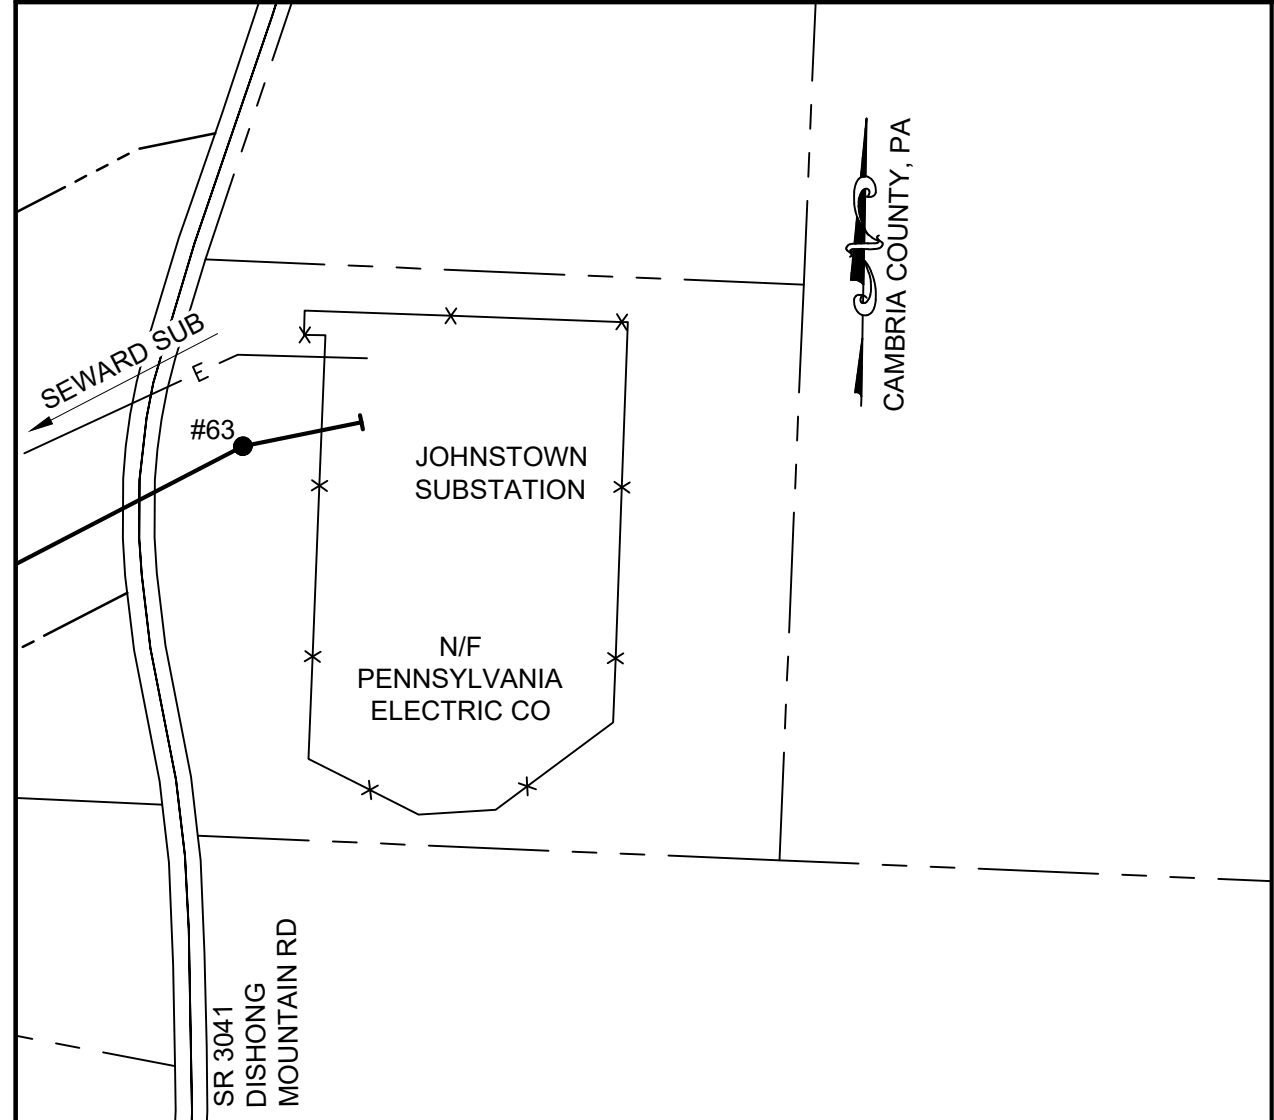 CAMBRIA COUNTY, PA
SEWARD SUB
E
#63
JOHNSTOWN
SUBSTATION
N/F
PENNSYLVANIA
ELECTRIC CO
SR 3041
DISHONG
MOUNTAIN RD